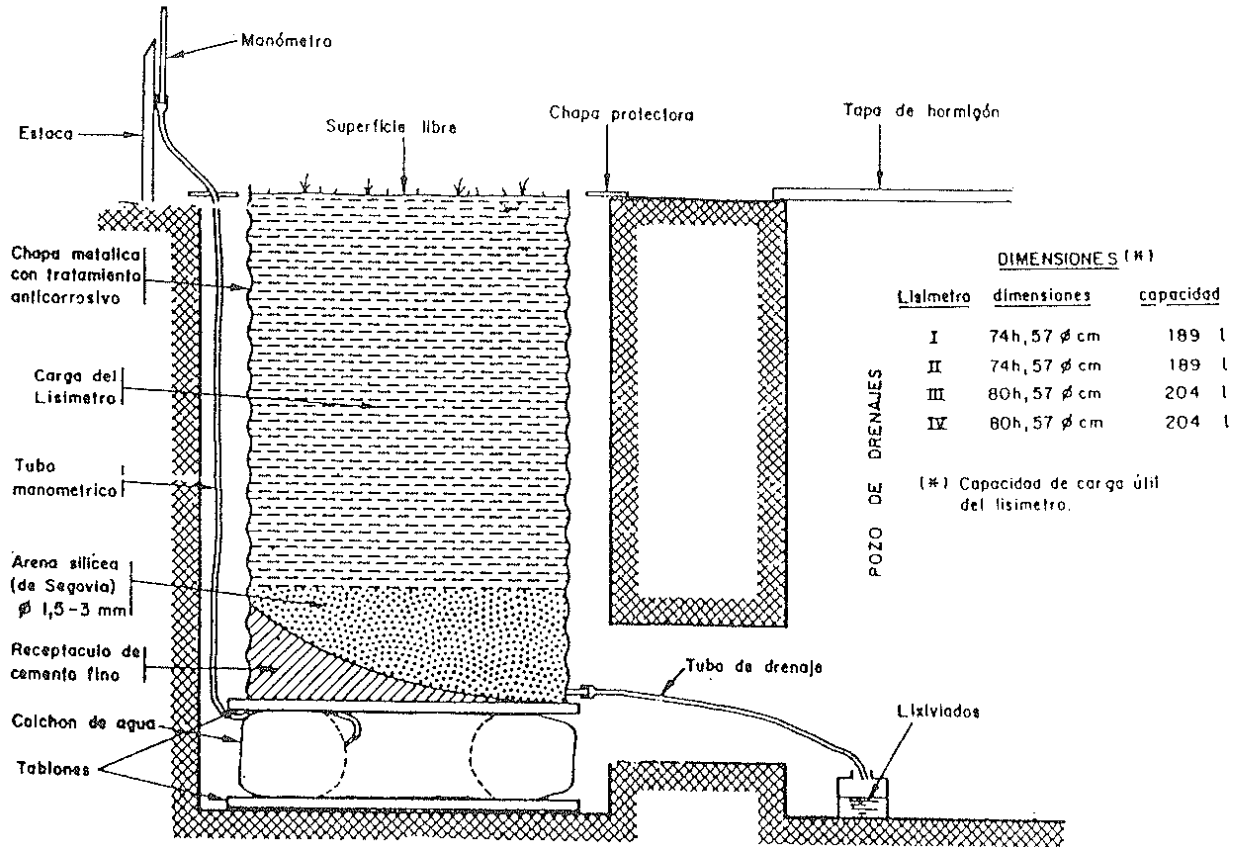 Manómetro
Estaca
Superficie libre
Chapa protectora
Tapa de hormigón
Chapa metalica
con tratamiento
anticorrosivo
Carga del
Lisimetro
Tubo
manometrico
Arena silícea
(de Segovia)
ø 1,5-3 mm
Receptaculo de
cemento fino
Colchon de agua
Tablones
Tubo de drenaje
Lixiviados
POZO DE DRENAJES
DIMENSIONES (*)
Lisimetro dimensiones capacidad
I 74h, 57 ø cm 189 l
II 74h, 57 ø cm 189 l
III 80h, 57 ø cm 204 l
IV 80h, 57 ø cm 204 l
(*) Capacidad de carga útil
del lisimetro.